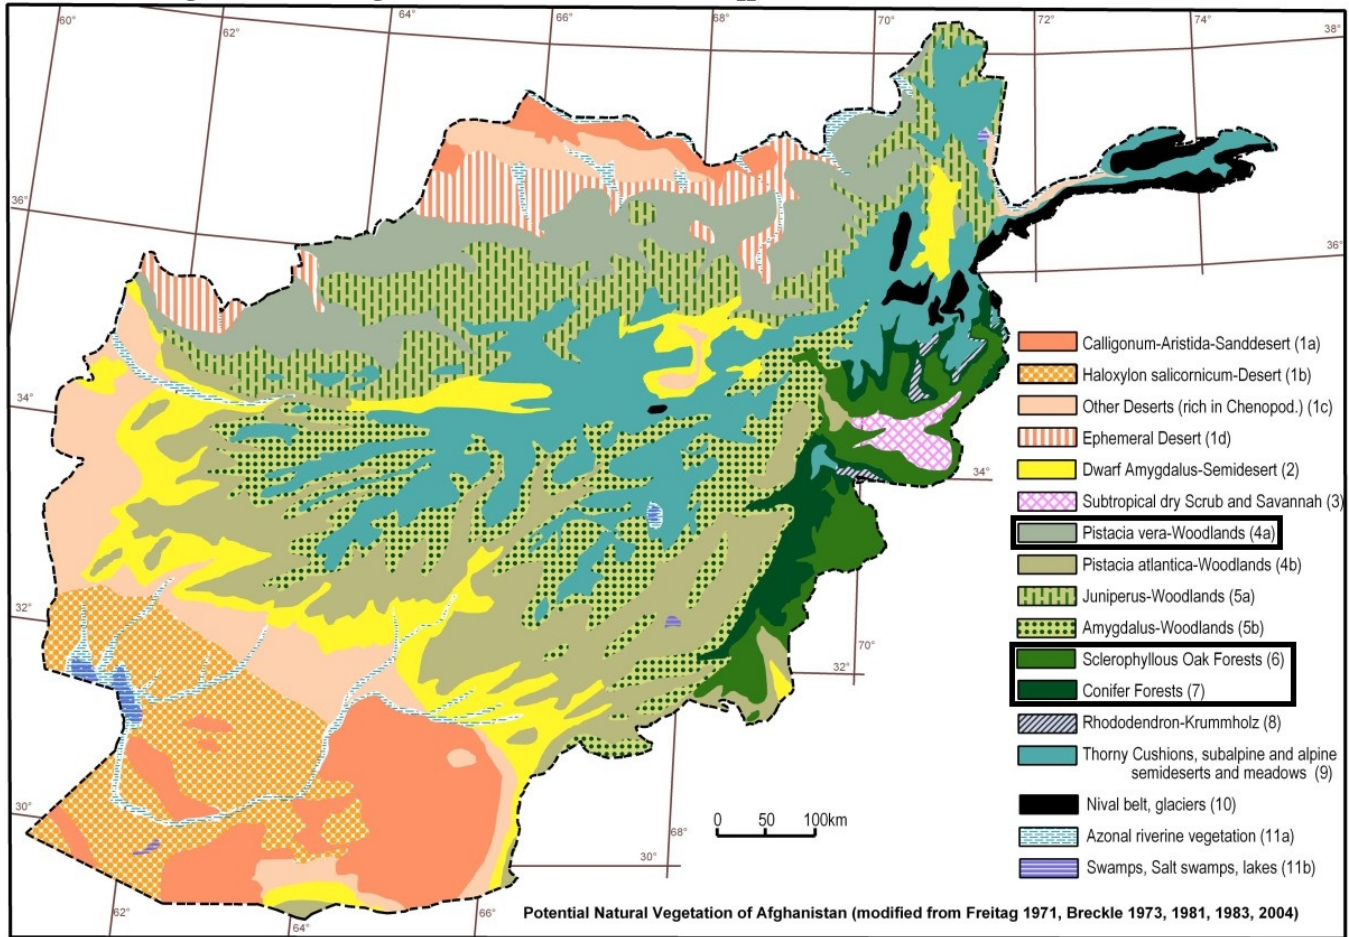 60°
62°
64°
66°
68°
70°
72°
74°
38°
36°
36°
34°
34°
32°
70°
32°
30°
68°
30°
62°
64°
66°
Calligonum-Aristida-Sanddesert (1a)
Haloxylon salicornicum-Desert (1b)
Other Deserts (rich in Chenopod.) (1c)
Ephemeral Desert (1d)
Dwarf Amygdalus-Semidesert (2)
Subtropical dry Scrub and Savannah (3)
Pistacia vera-Woodlands (4a)
Pistacia atlantica-Woodlands (4b)
Juniperus-Woodlands (5a)
Amygdalus-Woodlands (5b)
Sclerophyllous Oak Forests (6)
Conifer Forests (7)
Rhododendron-Krummholz (8)
Thorny Cushions, subalpine and alpine
semideserts and meadows (9)
Nival belt, glaciers (10)
Azonal riverine vegetation (11a)
Swamps, Salt swamps, lakes (11b)
0 50 100km
Potential Natural Vegetation of Afghanistan (modified from Freitag 1971, Breckle 1973, 1981, 1983, 2004)